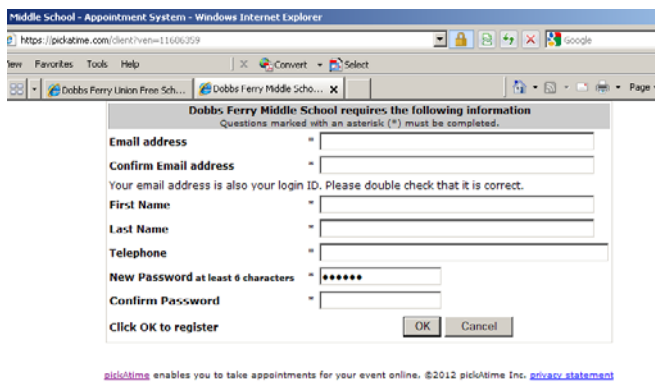 Middle School - Appointment System - Windows Internet Explorer
https://pickatime.com/client?ven=11606359
Google
View Favorites Tools Help
Convert
Select
Dobbs Ferry Union Free Sch...
Dobbs Ferry Middle Scho...
Page
Dobbs Ferry Middle School requires the following information
Questions marked with an asterisk (*) must be completed.
Email address *
Confirm Email address *
Your email address is also your login ID. Please double check that it is correct.
First Name *
Last Name *
Telephone *
New Password at least 6 characters * ••••••
Confirm Password *
Click OK to register OK Cancel
pickAtime enables you to take appointments for your event online. ©2012 pickAtime Inc. privacy statement